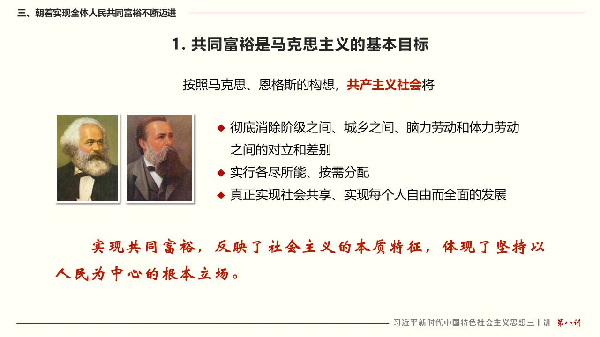 三、朝着实现全体人民共同富裕不断迈进
1. 共同富裕是马克思主义的基本目标
按照马克思、恩格斯的构想，共产主义社会将
◆ 彻底消除阶级之间、城乡之间、脑力劳动和体力劳动
之间的对立和差别
◆ 实行各尽所能、按需分配
◆ 真正实现社会共享、实现每个人自由而全面的发展
实现共同富裕，反映了社会主义的本质特征，体现了坚持以
人民为中心的根本立场。
习近平新时代中国特色社会主义思想三十讲 第八讲